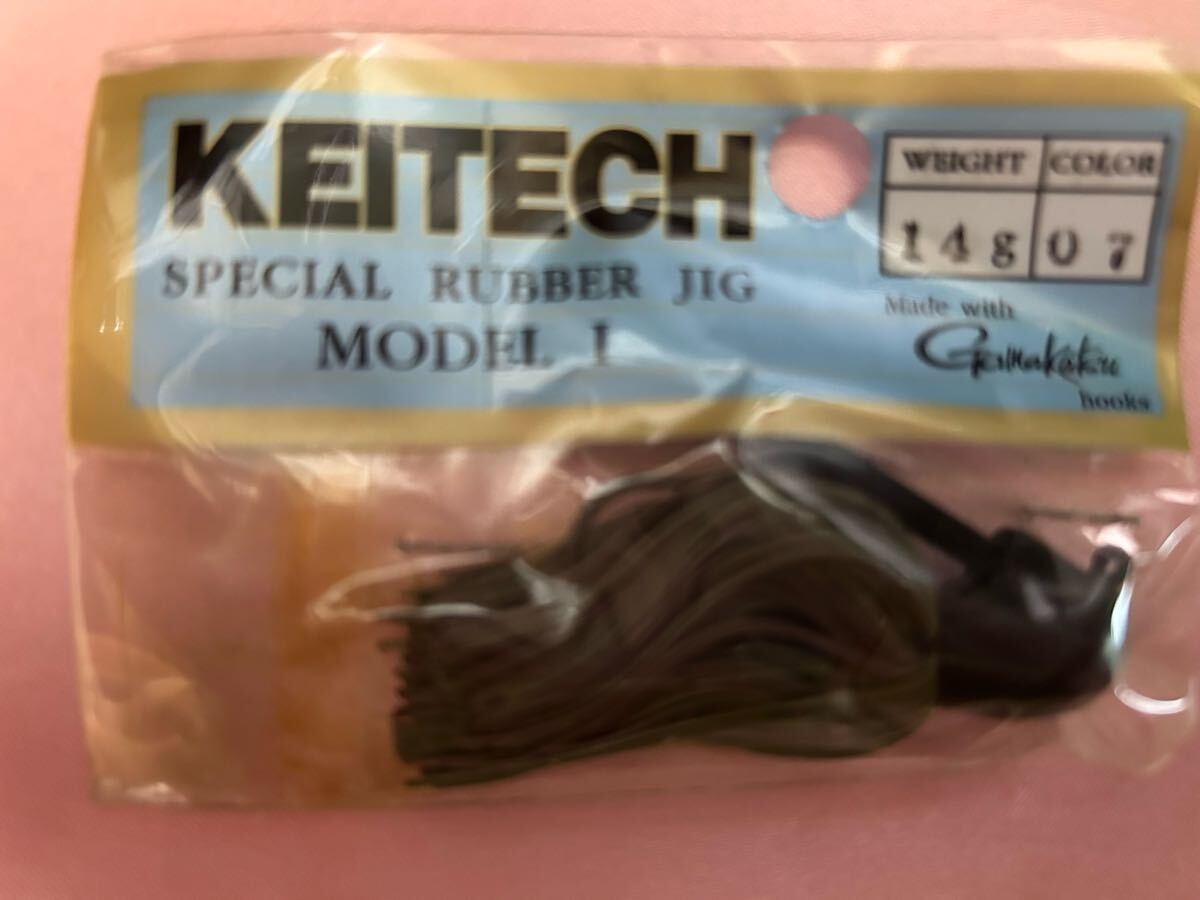 KEITECH
SPECIAL RUBBER JIG
MODEL I
WEIGHT COLOR
14g 07
Made with
Gamakatsu
hooks